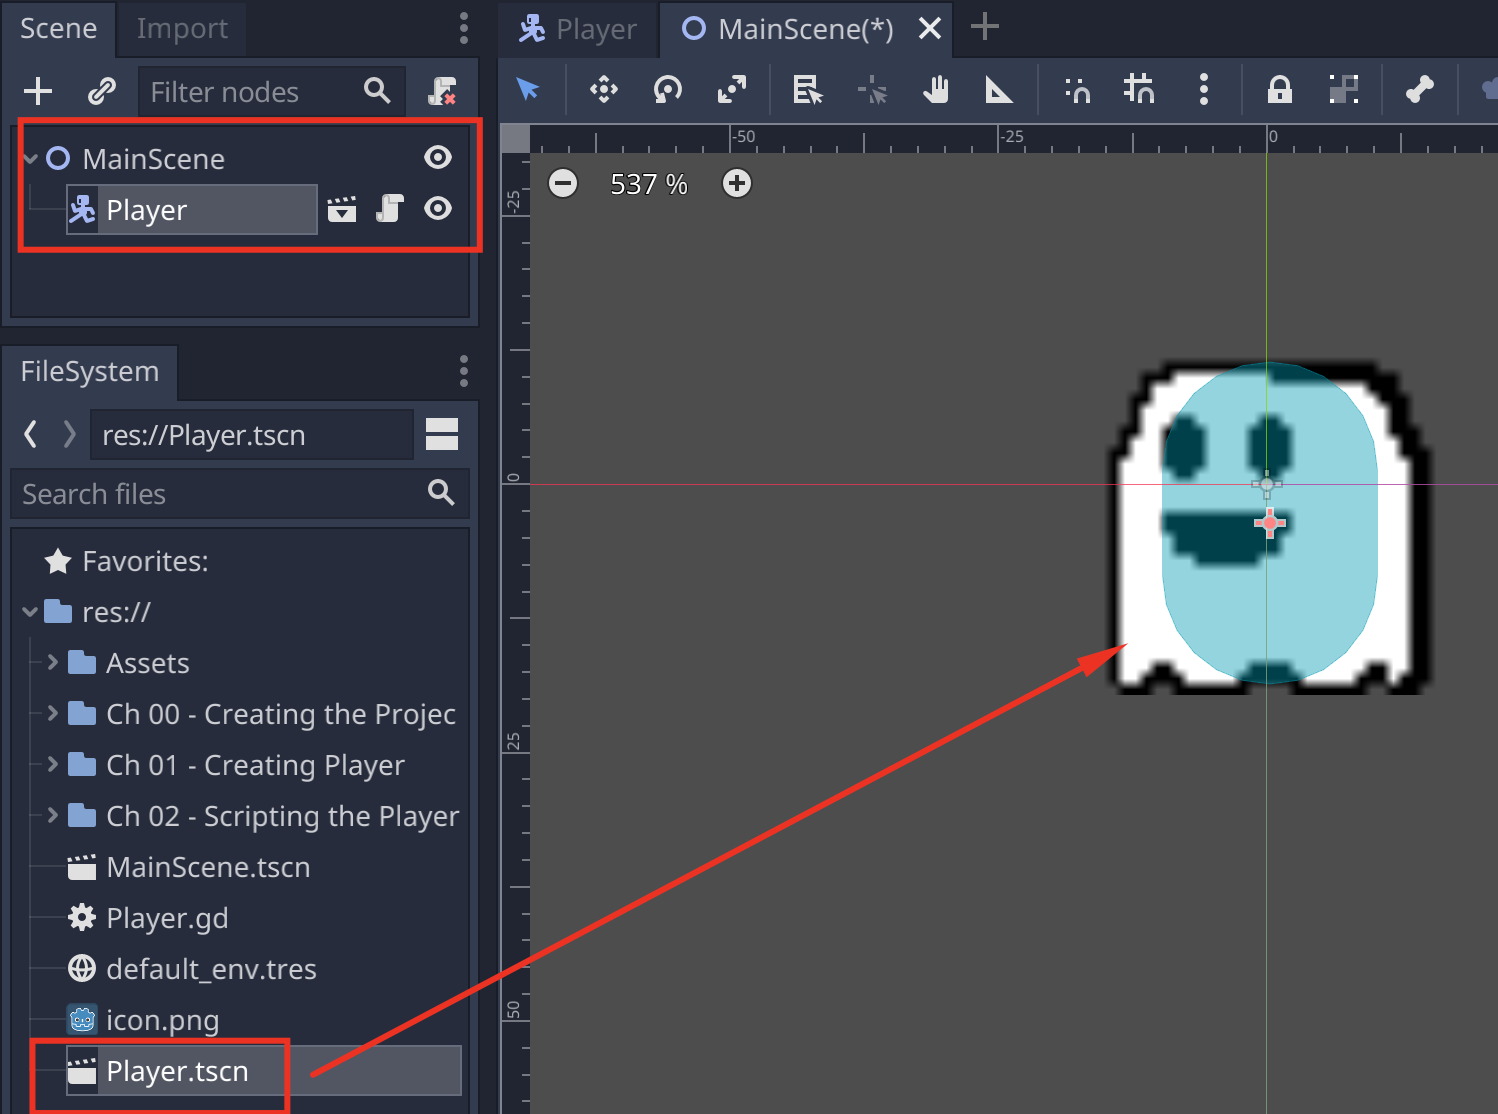 Scene
Import
Player
MainScene(*)
Filter nodes
MainScene
Player
-50
-25
0
-25
0
25
50
537 %
FileSystem
res://Player.tscn
Search files
Favorites:
res://
Assets
Ch 00 - Creating the Projec
Ch 01 - Creating Player
Ch 02 - Scripting the Player
MainScene.tscn
Player.gd
default_env.tres
icon.png
Player.tscn